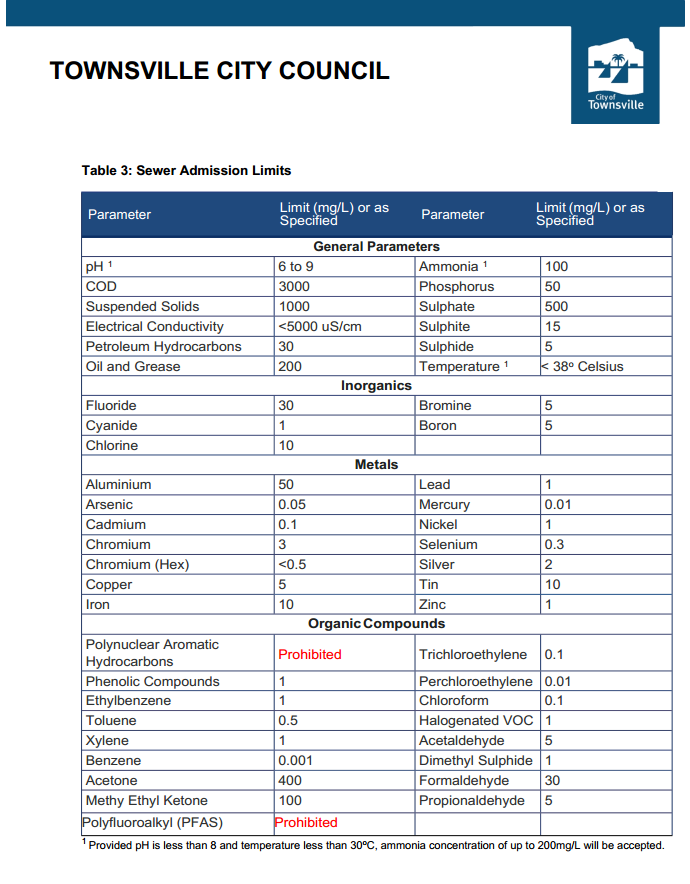 TOWNSVILLE CITY COUNCIL
City of
Townsville
Table 3: Sewer Admission Limits
Parameter Limit (mg/L) or as Specified Parameter Limit (mg/L) or as Specified
General Parameters
pH ¹ 6 to 9 Ammonia ¹ 100
COD 3000 Phosphorus 50
Suspended Solids 1000 Sulphate 500
Electrical Conductivity <5000 uS/cm Sulphite 15
Petroleum Hydrocarbons 30 Sulphide 5
Oil and Grease 200 Temperature ¹ < 38º Celsius
Inorganics
Fluoride 30 Bromine 5
Cyanide 1 Boron 5
Chlorine 10
Metals
Aluminium 50 Lead 1
Arsenic 0.05 Mercury 0.01
Cadmium 0.1 Nickel 1
Chromium 3 Selenium 0.3
Chromium (Hex) <0.5 Silver 2
Copper 5 Tin 10
Iron 10 Zinc 1
Organic Compounds
Polynuclear Aromatic Hydrocarbons Prohibited Trichloroethylene 0.1
Phenolic Compounds 1 Perchloroethylene 0.01
Ethylbenzene 1 Chloroform 0.1
Toluene 0.5 Halogenated VOC 1
Xylene 1 Acetaldehyde 5
Benzene 0.001 Dimethyl Sulphide 1
Acetone 400 Formaldehyde 30
Methy Ethyl Ketone 100 Propionaldehyde 5
Polyfluoroalkyl (PFAS) Prohibited
¹ Provided pH is less than 8 and temperature less than 30ºC, ammonia concentration of up to 200mg/L will be accepted.